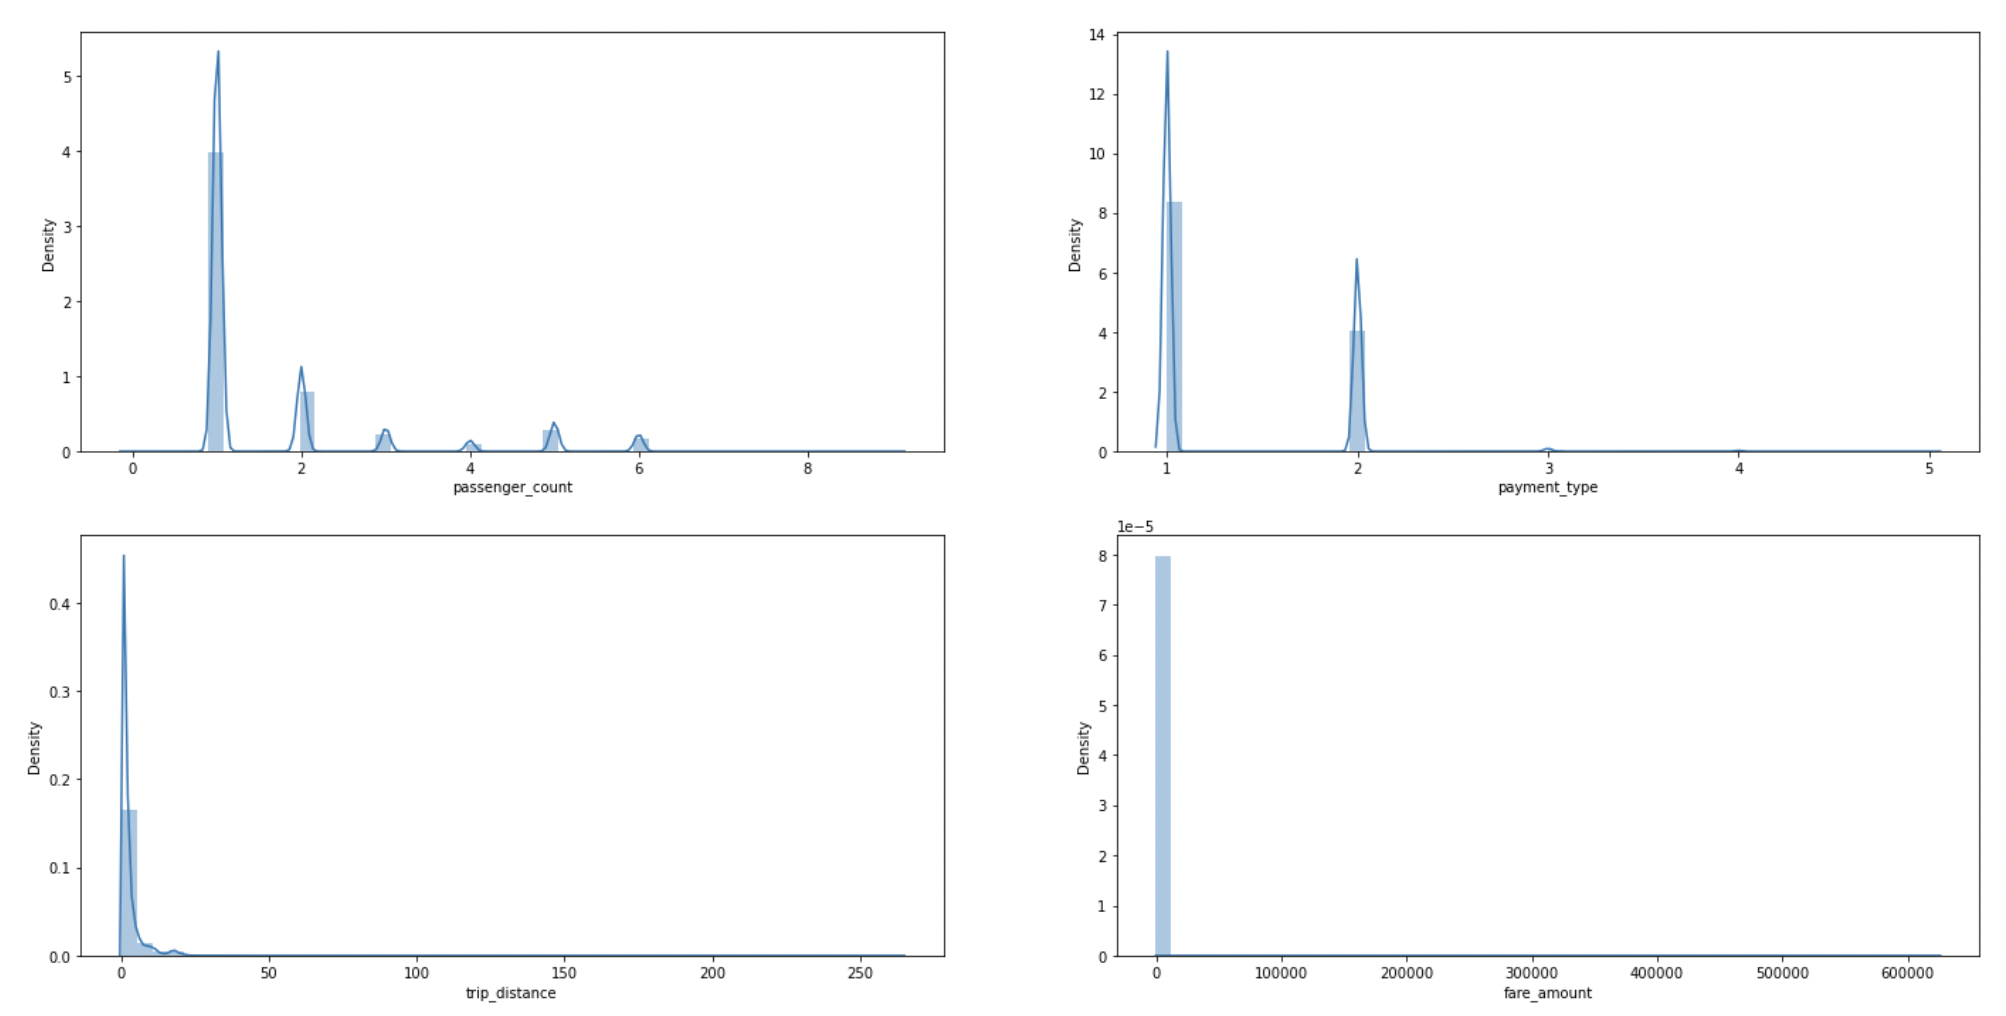 5
4
3
2
1
0
Density
0 2 4 6 8
passenger_count
14
12
10
8
6
4
2
0
Density
1 2 3 4 5
payment_type
0.4
0.3
0.2
0.1
0.0
Density
0 50 100 150 200 250
trip_distance
1e−5
8
7
6
5
4
3
2
1
0
Density
0 100000 200000 300000 400000 500000 600000
fare_amount